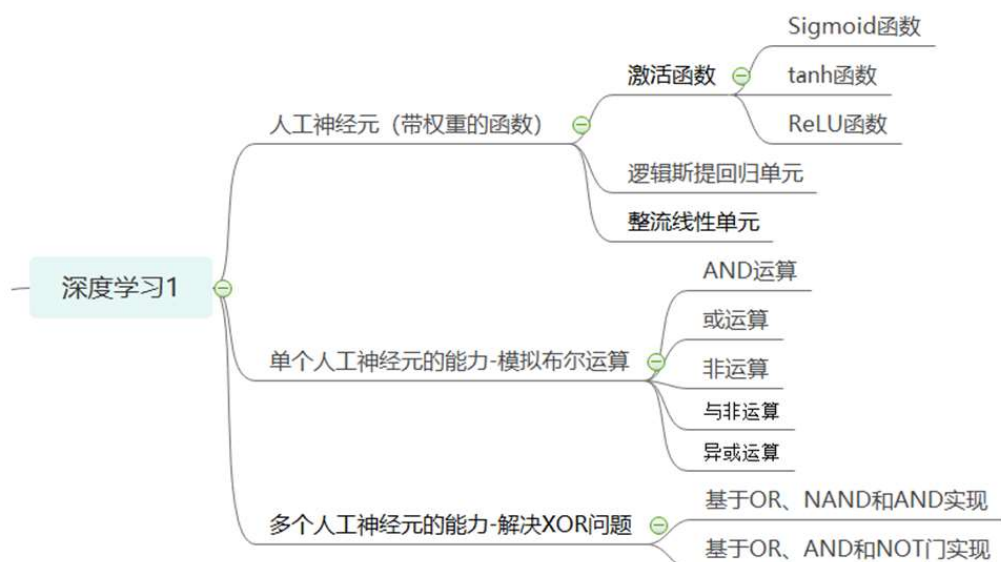 深度学习1
人工神经元（带权重的函数）
激活函数
Sigmoid函数
tanh函数
ReLU函数
逻辑斯提回归单元
整流线性单元
单个人工神经元的能力-模拟布尔运算
AND运算
或运算
非运算
与非运算
异或运算
多个人工神经元的能力-解决XOR问题
基于OR、NAND和AND实现
基于OR、AND和NOT门实现